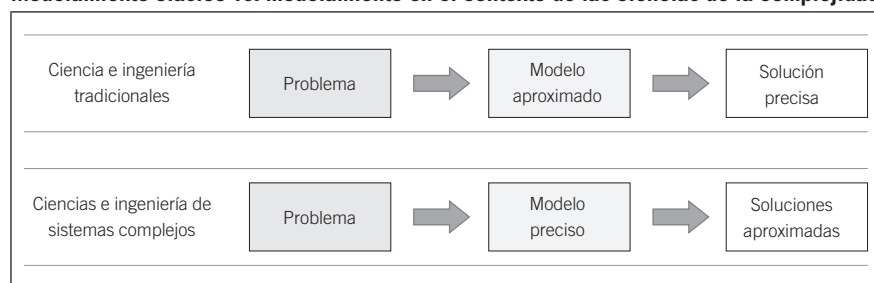 Ciencia e ingeniería
tradicionales
Problema
Modelo
aproximado
Solución
precisa
Ciencias e ingeniería de
sistemas complejos
Problema
Modelo
preciso
Soluciones
aproximadas